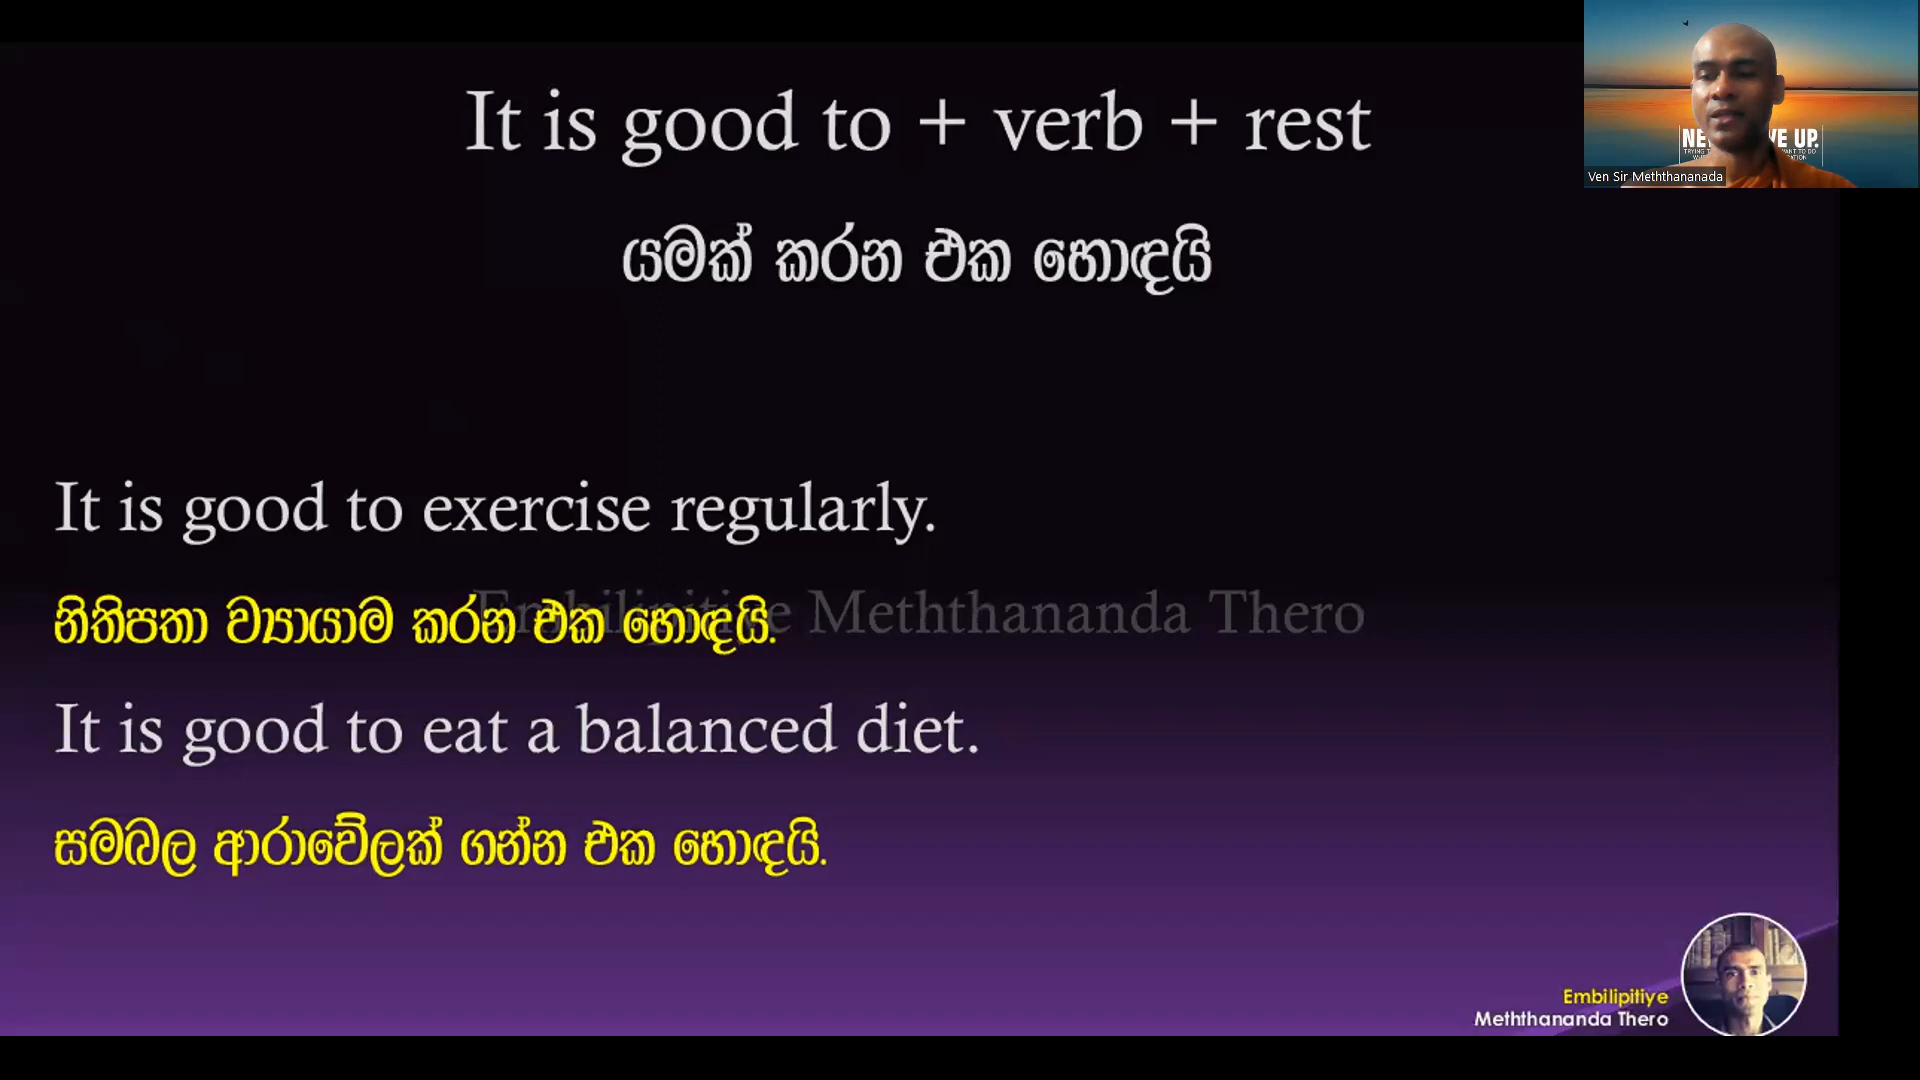 It is good to + verb + rest
යමක් කරන එක හොඳයි
Ven Sir Meththananada
It is good to exercise regularly.
නිතිපතා ව්‍යායාම කරන එක හොඳයි.
Embilipitiye Meththananda Thero
It is good to eat a balanced diet.
සමබල ආරාවේලක් ගන්න එක හොඳයි.
Embilipitiye
Meththananda Thero